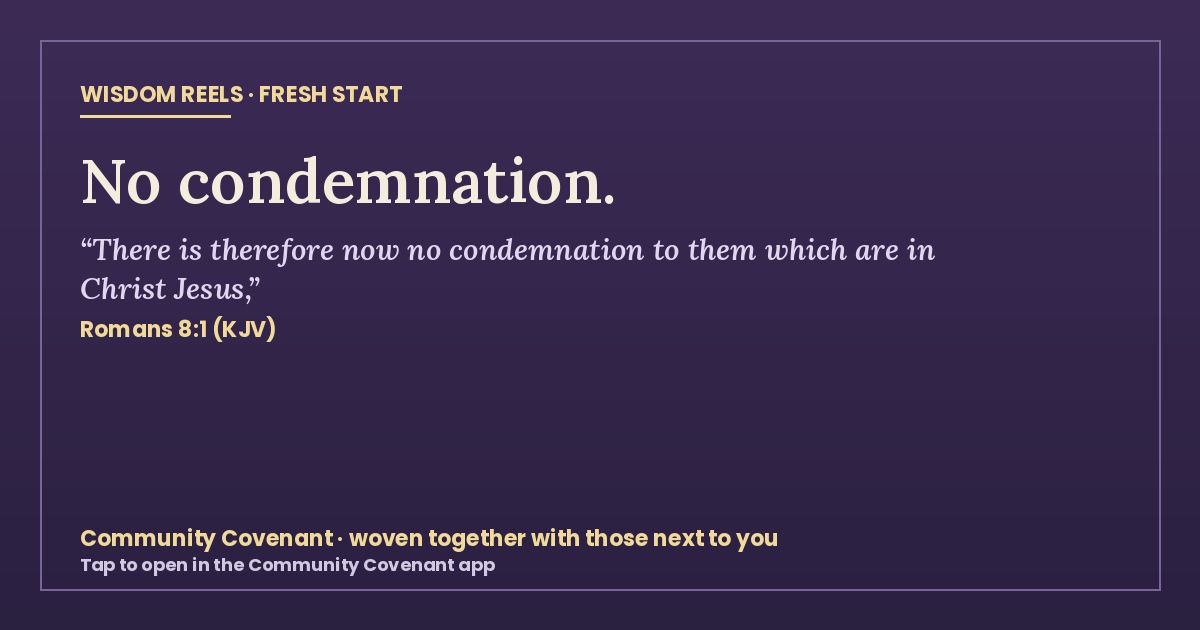 WISDOM REELS · FRESH START
No condemnation.
“There is therefore now no condemnation to them which are in
Christ Jesus,”
Romans 8:1 (KJV)
Community Covenant · woven together with those next to you
Tap to open in the Community Covenant app